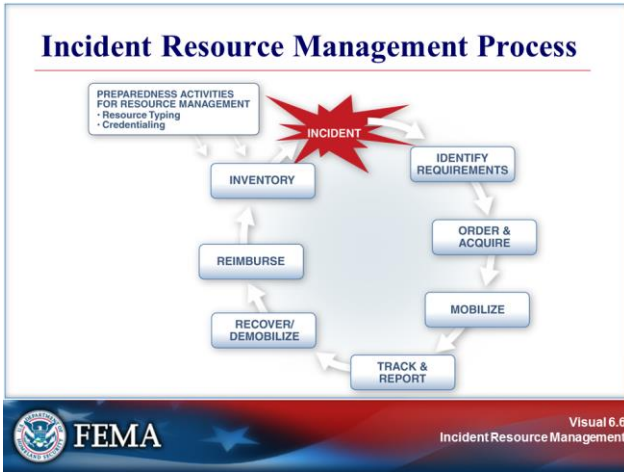 Incident Resource Management Process
PREPAREDNESS ACTIVITIES
FOR RESOURCE MANAGEMENT
• Resource Typing
• Credentialing
INCIDENT
IDENTIFY
REQUIREMENTS
ORDER &
ACQUIRE
MOBILIZE
TRACK &
REPORT
RECOVER/
DEMOBILIZE
REIMBURSE
INVENTORY
FEMA
Visual 6.6
Incident Resource Management